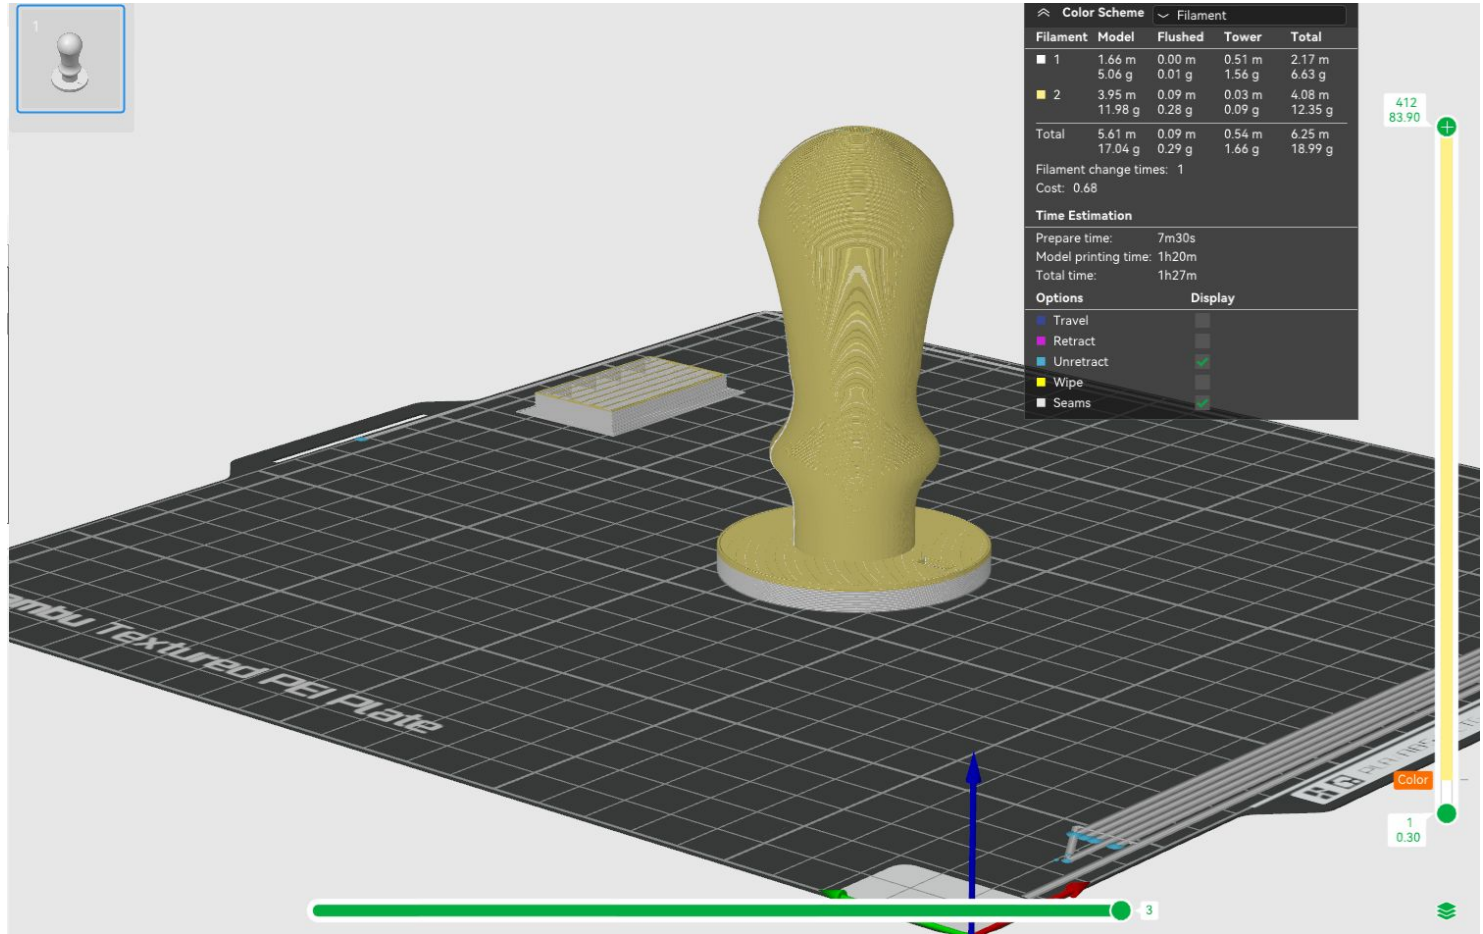 1
Color Scheme Filament
Filament Model Flushed Tower Total
1 1.66 m 0.00 m 0.51 m 2.17 m
5.06 g 0.01 g 1.56 g 6.63 g
2 3.95 m 0.09 m 0.03 m 4.08 m
11.98 g 0.28 g 0.09 g 12.35 g
Total 5.61 m 0.09 m 0.54 m 6.25 m
17.04 g 0.29 g 1.66 g 18.99 g
Filament change times: 1
Cost: 0.68
Time Estimation
Prepare time: 7m30s
Model printing time: 1h20m
Total time: 1h27m
Options Display
Travel
Retract
Unretract
Wipe
Seams
412
83.90
Textured PEI Plate
Color
1
0.30
3